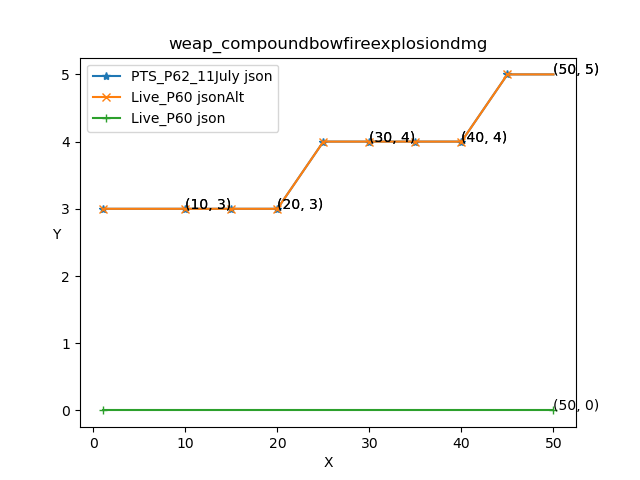 weap_compoundbowfireexplosiondmg
PTS_P62_11July json
Live_P60 jsonAlt
Live_P60 json
(50, 5)
(30, 4)
(40, 4)
(10, 3)
(20, 3)
(50, 0)
5
4
3
2
1
0
Y
0 10 20 30 40 50
X